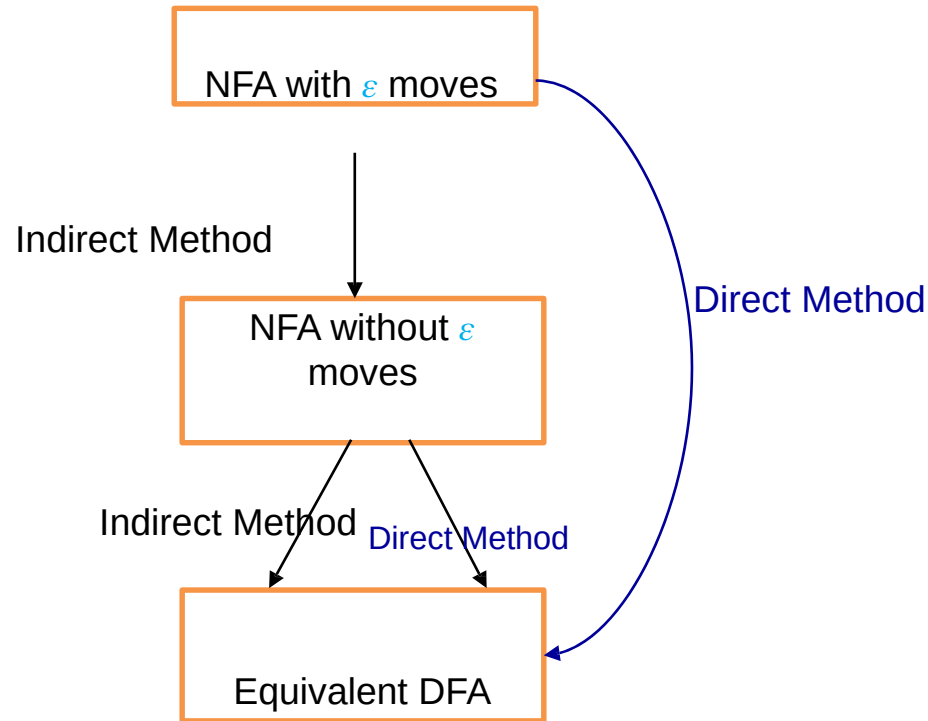 NFA with ε moves
Indirect Method
Direct Method
NFA without ε
moves
Indirect Method
Direct Method
Equivalent DFA